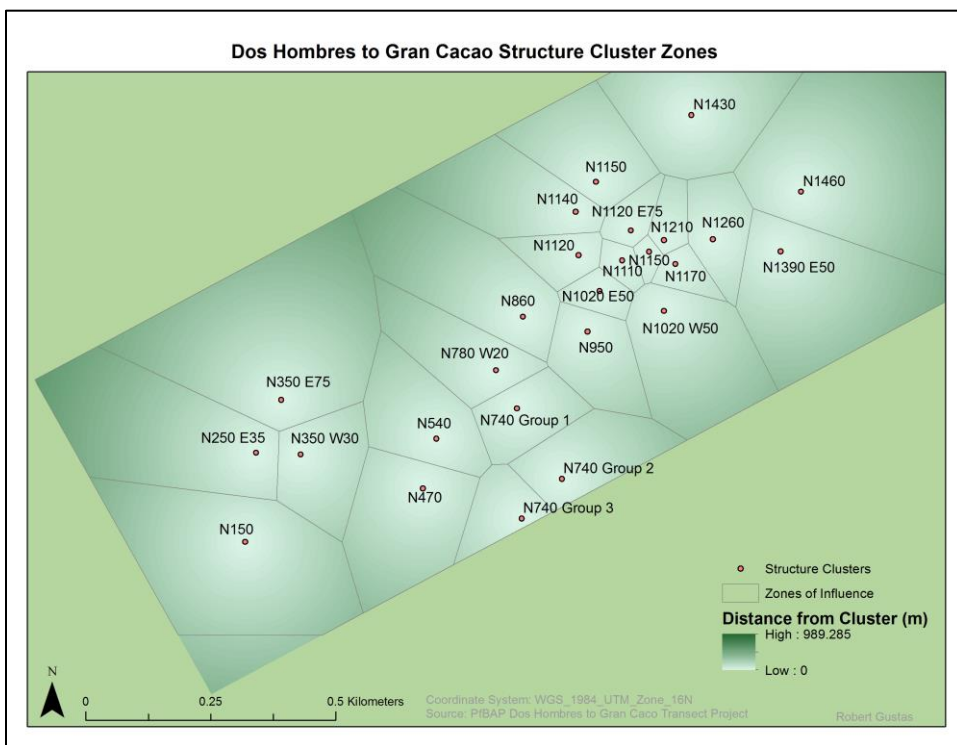 Dos Hombres to Gran Cacao Structure Cluster Zones
N1430
N1150
N1460
N1140
N1120 E75
N1210
N1260
N1120
N1150
N1390 E50
N1110
N1170
N1020 E50
N860
N1020 W50
N950
N780 W20
N350 E75
N740 Group 1
N540
N250 E35
N350 W30
N740 Group 2
N470
N740 Group 3
N150
Structure Clusters
Zones of Influence
Distance from Cluster (m)
High : 989.285
Low : 0
N
0 0.25 0.5 Kilometers
Coordinate System: WGS_1984_UTM_Zone_16N
Source: PfBAP Dos Hombres to Gran Caco Transect Project
Robert Gustas